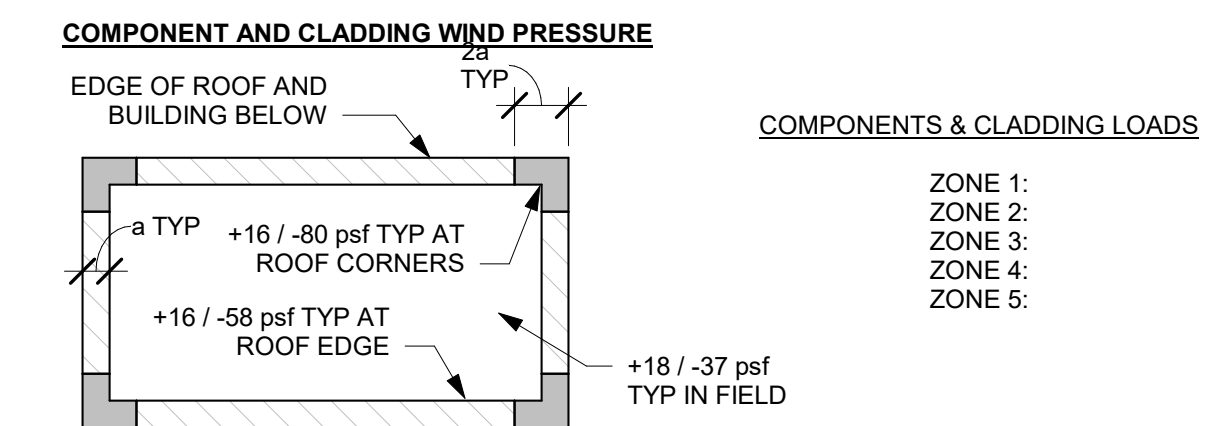 COMPONENT AND CLADDING WIND PRESSURE
2a
TYP
EDGE OF ROOF AND
BUILDING BELOW
a TYP
+16 / -80 psf TYP AT
ROOF CORNERS
+16 / -58 psf TYP AT
ROOF EDGE
+18 / -37 psf
TYP IN FIELD
COMPONENTS & CLADDING LOADS
ZONE 1:
ZONE 2:
ZONE 3:
ZONE 4:
ZONE 5: